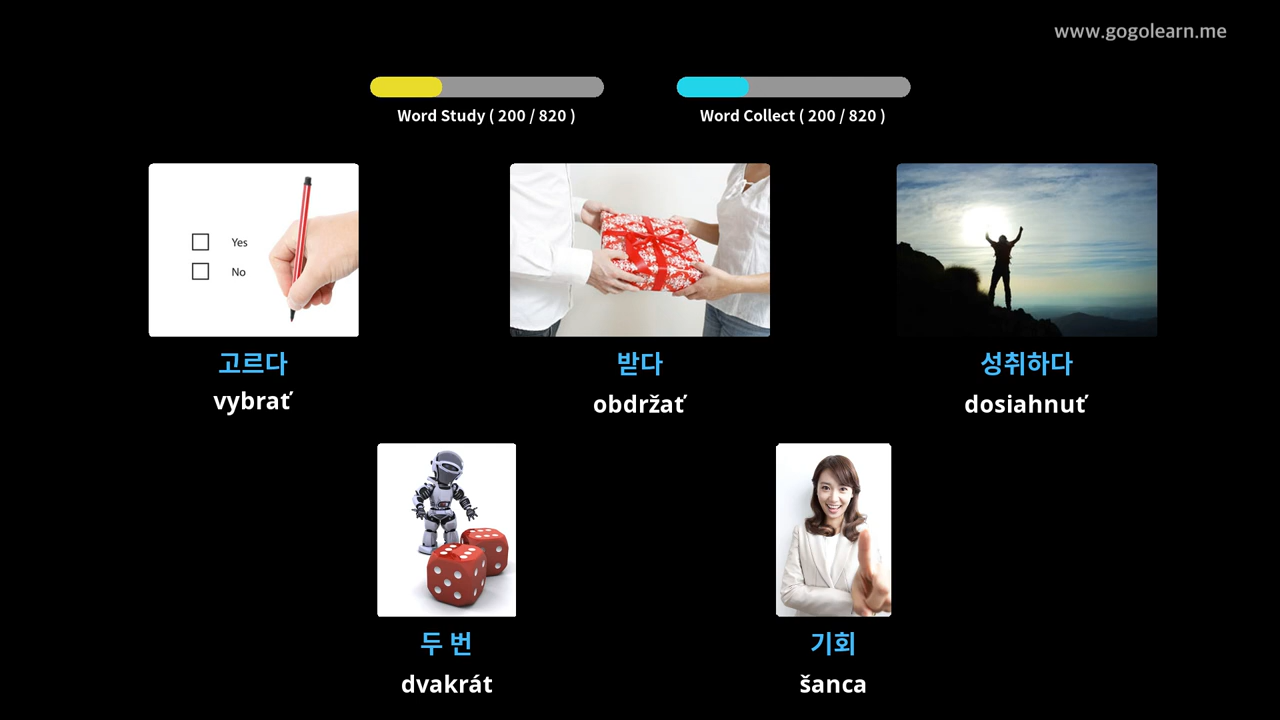 www.gogolearn.me
Word Study ( 200 / 820 )
Word Collect ( 200 / 820 )
Yes
No
고르다
vybrať
받다
obdržať
성취하다
dosiahnuť
두 번
dvakrát
기회
šanca